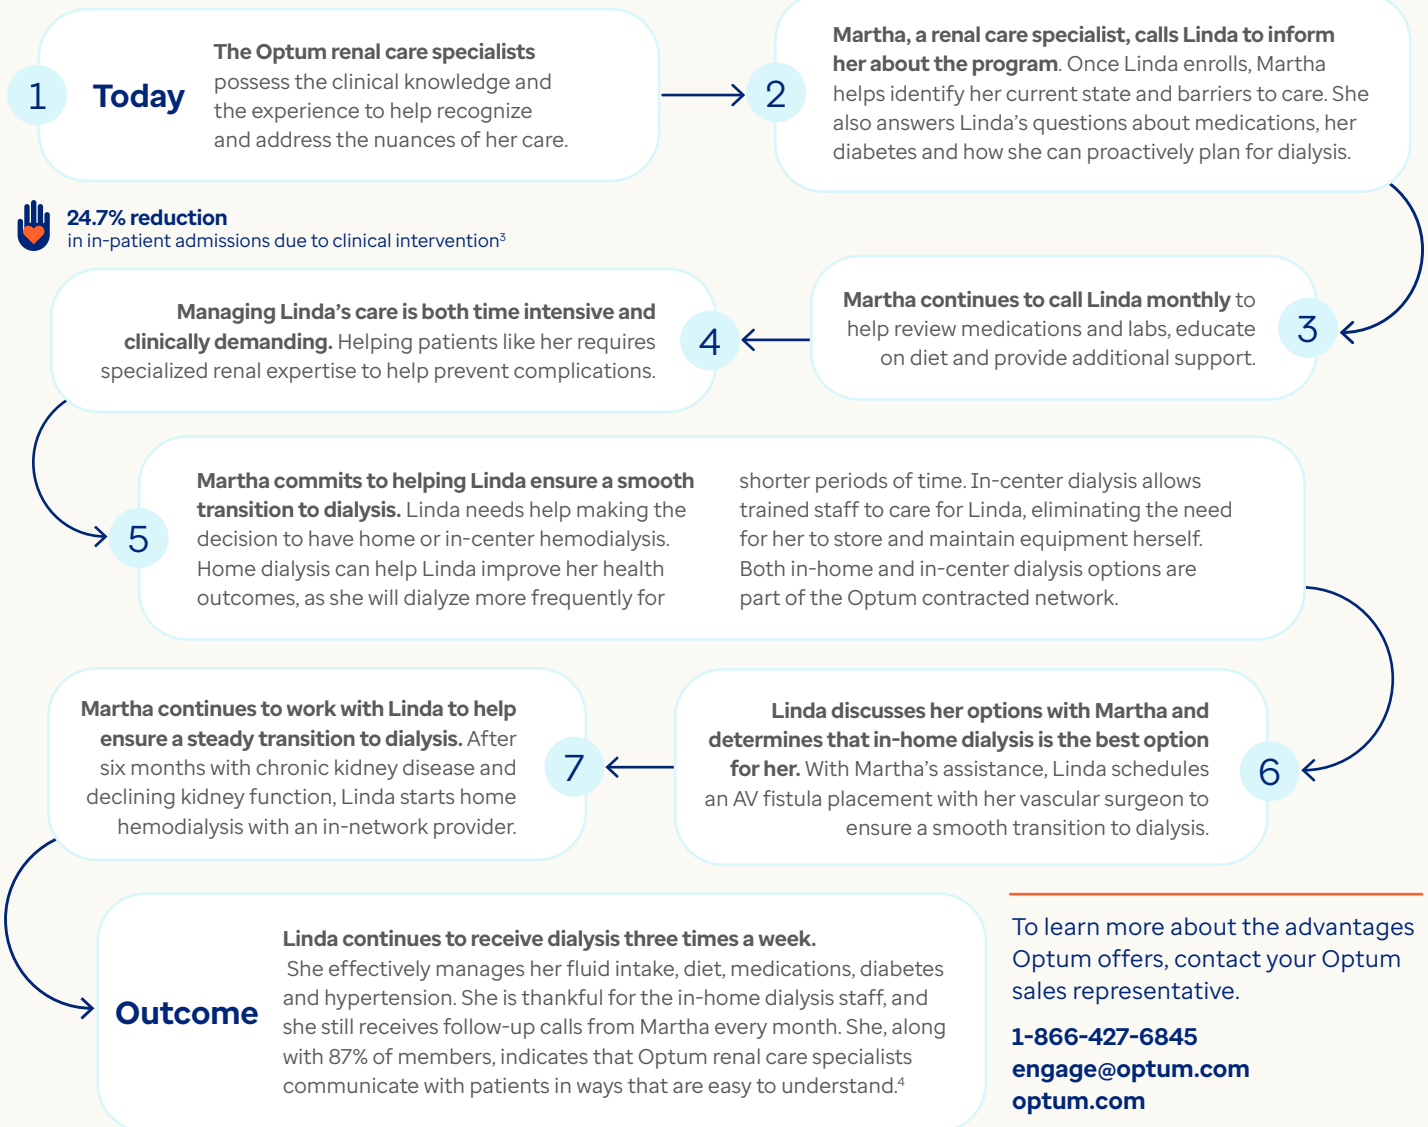 1
Today
The Optum renal care specialists
possess the clinical knowledge and
the experience to help recognize
and address the nuances of her care.
2
Martha, a renal care specialist, calls Linda to inform
her about the program. Once Linda enrolls, Martha
helps identify her current state and barriers to care. She
also answers Linda’s questions about medications, her
diabetes and how she can proactively plan for dialysis.
24.7% reduction
in in-patient admissions due to clinical intervention³
3
Martha continues to call Linda monthly to
help review medications and labs, educate
on diet and provide additional support.
4
Managing Linda’s care is both time intensive and
clinically demanding. Helping patients like her requires
specialized renal expertise to help prevent complications.
5
Martha commits to helping Linda ensure a smooth
transition to dialysis. Linda needs help making the
decision to have home or in-center hemodialysis.
Home dialysis can help Linda improve her health
outcomes, as she will dialyze more frequently for
shorter periods of time. In-center dialysis allows
trained staff to care for Linda, eliminating the need
for her to store and maintain equipment herself.
Both in-home and in-center dialysis options are
part of the Optum contracted network.
6
Linda discusses her options with Martha and
determines that in-home dialysis is the best option
for her. With Martha’s assistance, Linda schedules
an AV fistula placement with her vascular surgeon to
ensure a smooth transition to dialysis.
7
Martha continues to work with Linda to help
ensure a steady transition to dialysis. After
six months with chronic kidney disease and
declining kidney function, Linda starts home
hemodialysis with an in-network provider.
Outcome
Linda continues to receive dialysis three times a week.
She effectively manages her fluid intake, diet, medications, diabetes
and hypertension. She is thankful for the in-home dialysis staff, and
she still receives follow-up calls from Martha every month. She, along
with 87% of members, indicates that Optum renal care specialists
communicate with patients in ways that are easy to understand.⁴
To learn more about the advantages
Optum offers, contact your Optum
sales representative.
1-866-427-6845
engage@optum.com
optum.com